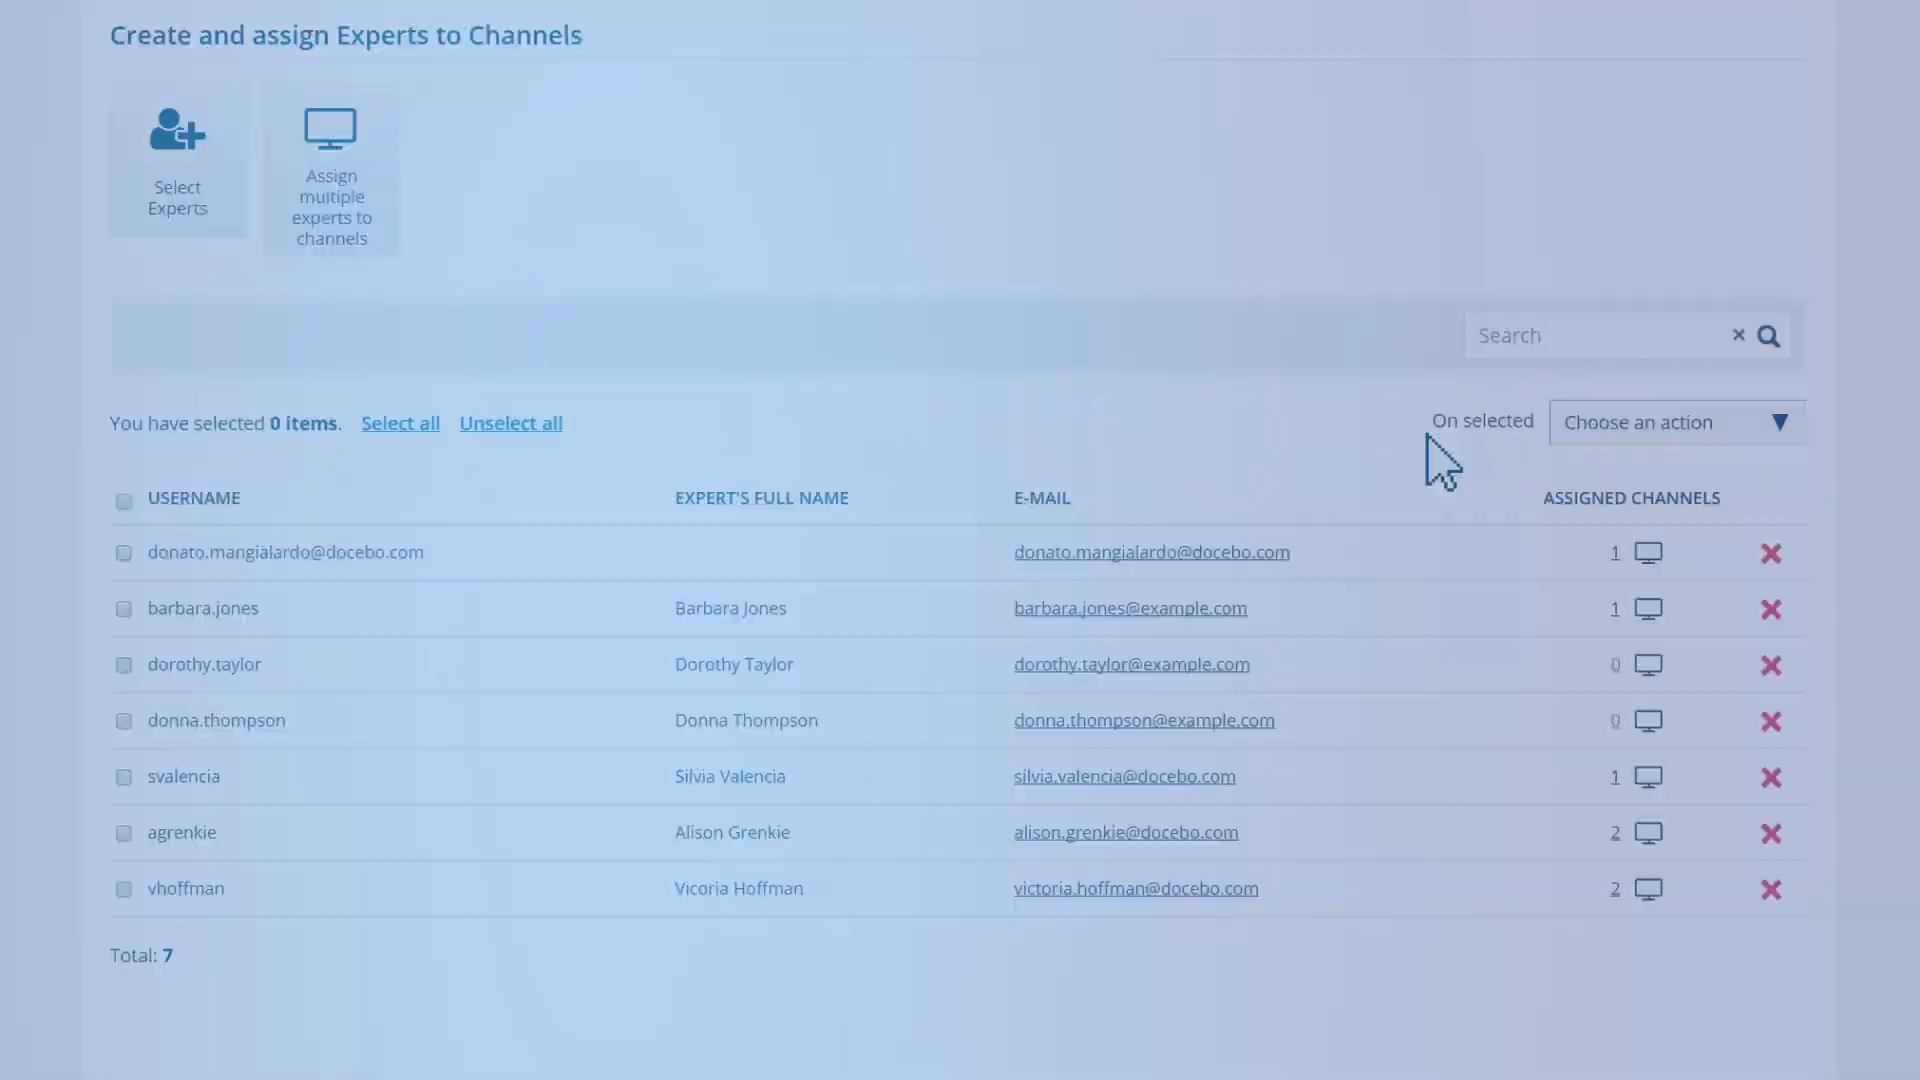 Create and assign Experts to Channels
Select
Experts
Assign
multiple
experts to
channels
Search
You have selected 0 items. Select all Unselect all
On selected Choose an action
USERNAME EXPERT'S FULL NAME E-MAIL ASSIGNED CHANNELS
donato.mangialardo@docebo.com donato.mangialardo@docebo.com 1
barbara.jones Barbara Jones barbara.jones@example.com 1
dorothy.taylor Dorothy Taylor dorothy.taylor@example.com 0
donna.thompson Donna Thompson donna.thompson@example.com 0
svalencia Silvia Valencia silvia.valencia@docebo.com 1
agrenkie Alison Grenkie alison.grenkie@docebo.com 2
vhoffman Vicoria Hoffman victoria.hoffman@docebo.com 2
Total: 7